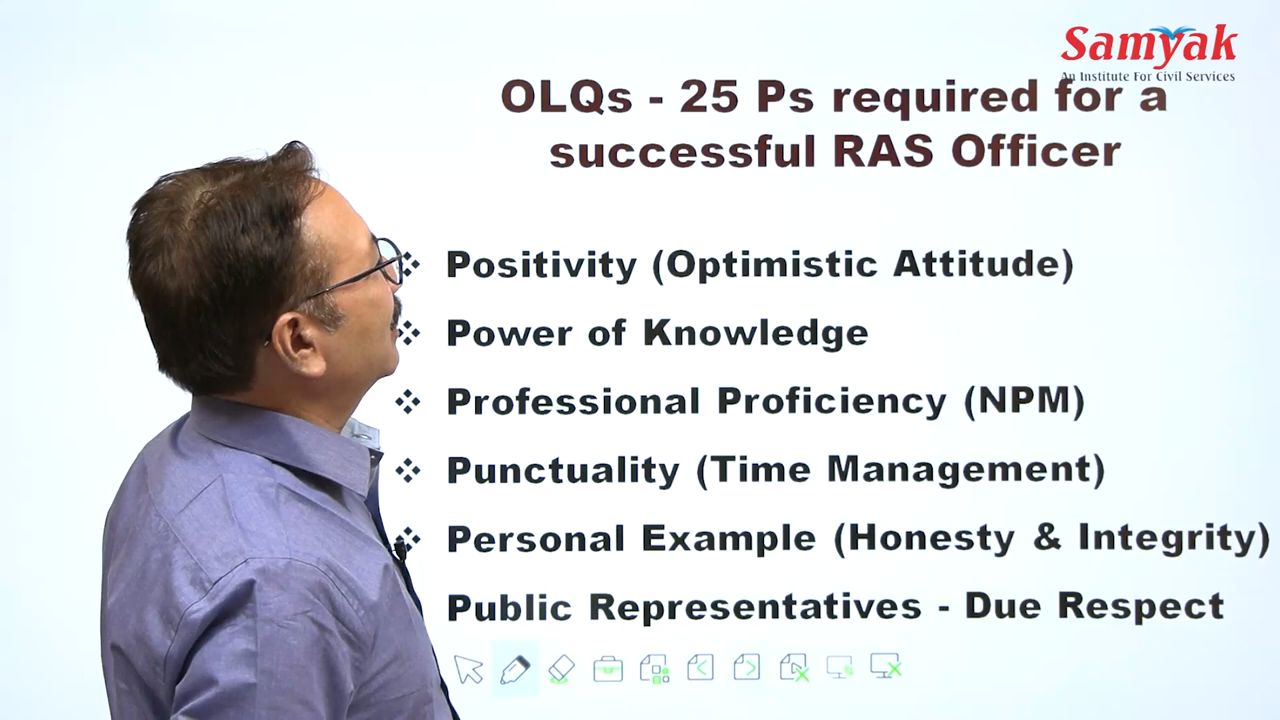 Samyak
An Institute For Civil Services
OLQs - 25 Ps required for a
successful RAS Officer
Positivity (Optimistic Attitude)
Power of Knowledge
Professional Proficiency (NPM)
Punctuality (Time Management)
Personal Example (Honesty & Integrity)
Public Representatives - Due Respect